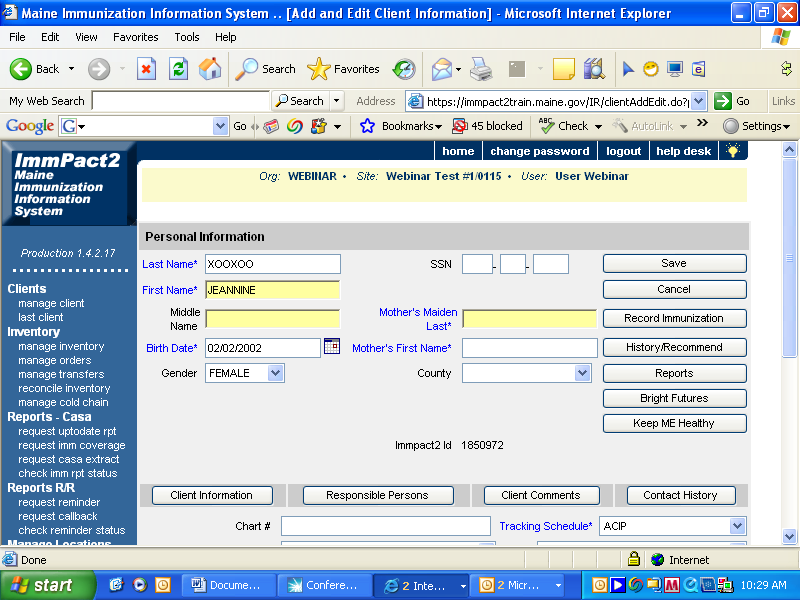 Maine Immunization Information System .. [Add and Edit Client Information] - Microsoft Internet Explorer
File Edit View Favorites Tools Help
Back Search Favorites
My Web Search Search Address https://immpact2train.maine.gov/IR/clientAddEdit.do? Go Links
Google G Go Bookmarks 45 blocked ABC Check AutoLink >> Settings
home change password logout help desk
ImmPact2
Maine
Immunization
Information
System
Org: WEBINAR • Site: Webinar Test #1/0115 • User: User Webinar
Production 1.4.2.17
Clients
manage client
last client
Inventory
manage inventory
manage orders
manage transfers
reconcile inventory
manage cold chain
Reports - Casa
request uptodate rpt
request imm coverage
request casa extract
check imm rpt status
Reports R/R
request reminder
request callback
check reminder status
Manage Locations
Personal Information
Last Name* XOOXOO SSN - - Save
First Name* JEANNINE Cancel
Middle Name Mother's Maiden Last* Record Immunization
Birth Date* 02/02/2002 Mother's First Name* History/Recommend
Gender FEMALE County Reports
Bright Futures
Keep ME Healthy
Immpact2 Id 1850972
Client Information Responsible Persons Client Comments Contact History
Chart # Tracking Schedule* ACIP
Done Internet
start Docume... Confere... 2 Inte... 2 Micr... 10:29 AM